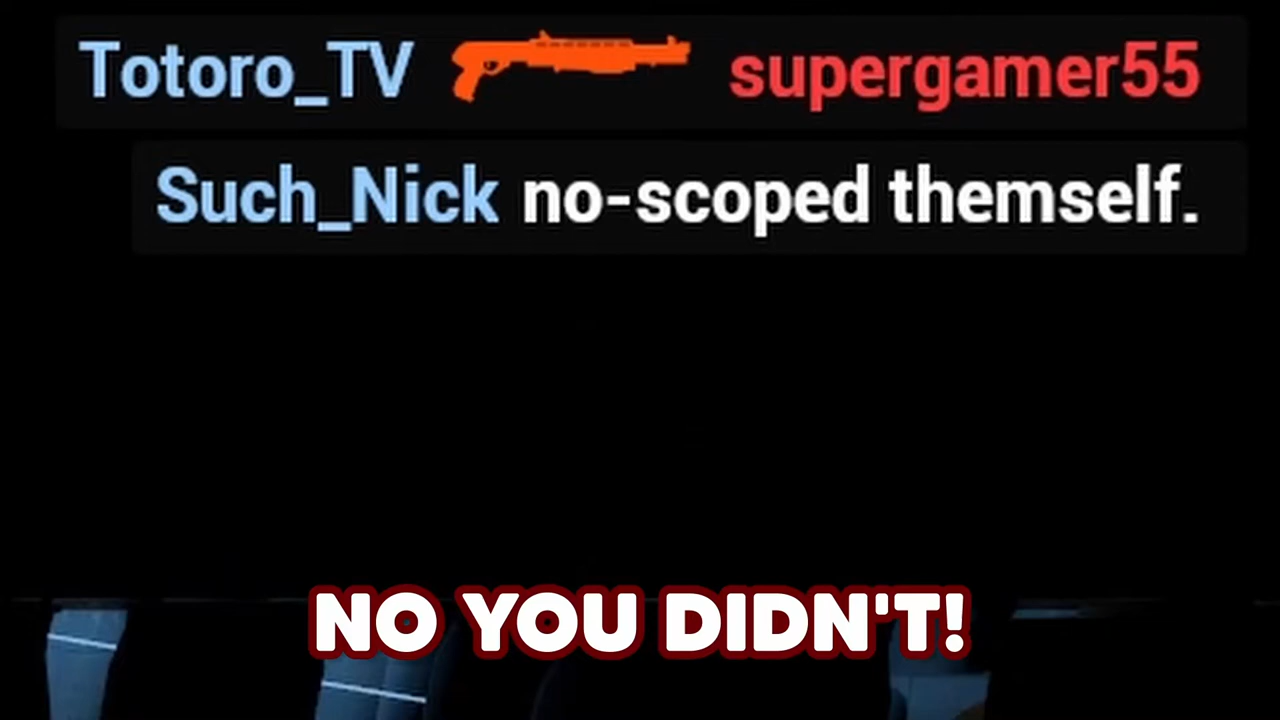 Totoro_TV supergamer55
Such_Nick no-scoped themself.
NO YOU DIDN'T!